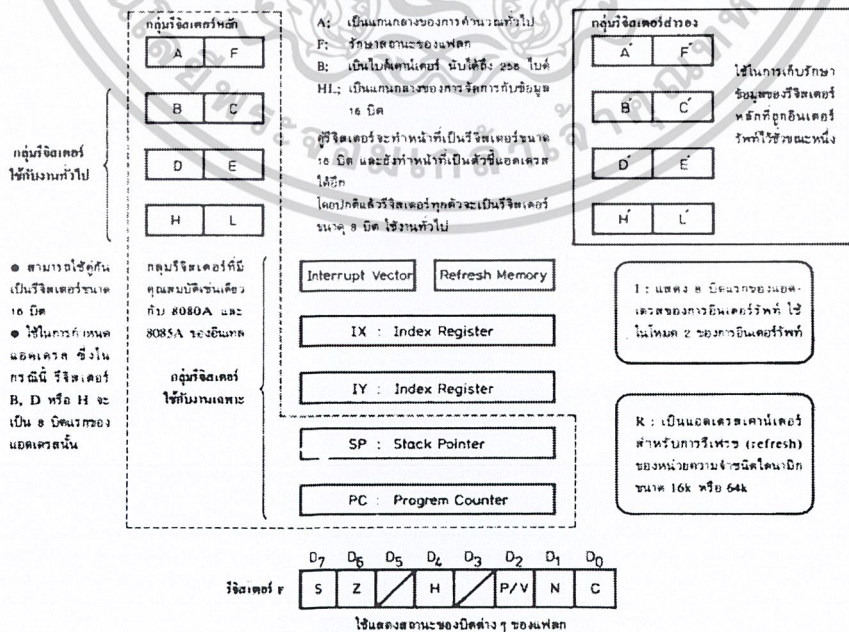 กลุ่มรีจิสเตอร์หลัก
A F
B C
D E
H L
กลุ่มรีจิสเตอร์
ใช้กับงานทั่วไป
A; เป็นแกนกลางของการคำนวณทั่วไป
F; รักษาสถานะของแฟลก
B; เป็นไบต์เคาน์เตอร์ นับได้ถึง 256 ไบต์
HL; เป็นแกนกลางของการจัดการกับข้อมูล
16 บิต
คู่รีจิสเตอร์จะทำหน้าที่เป็นรีจิสเตอร์ขนาด
16 บิต และยังทำหน้าที่เป็นตัวชี้แอดเดรส
ได้อีก
โดยปกติแล้วรีจิสเตอร์ทุกตัวจะเป็นรีจิสเตอร์
ขนาด 8 บิต ใช้งานทั่วไป
กลุ่มรีจิสเตอร์สำรอง
A' F'
B' C'
D' E'
H' L'
ใช้ในการเก็บรักษา
ข้อมูลของรีจิสเตอร์
หลักที่ถูกอินเตอร์
รัพท์ไว้ชั่วขณะหนึ่ง
● สามารถใช้คู่กัน
เป็นรีจิสเตอร์ขนาด
16 บิต
● ใช้ในการกำหนด
แอดเดรส ซึ่งใน
กรณีนี้ รีจิสเตอร์
B, D หรือ H จะ
เป็น 8 บิตแรกของ
แอดเดรสนั้น
กลุ่มรีจิสเตอร์ที่มี
คุณสมบัติเช่นเดียว
กับ 8080A และ
8085A ของอินเทล
กลุ่มรีจิสเตอร์
ใช้กับงานเฉพาะ
Interrupt Vector Refresh Memory
IX : Index Register
IY : Index Register
SP : Stack Pointer
PC : Progrem Counter
I : แสดง 8 บิตแรกของแอด-
เดรสของการอินเตอร์รัพท์ ใช้
ในโหมด 2 ของการอินเตอร์รัพท์
R : เป็นแอดเดรสเคาน์เตอร์
สำหรับการรีเฟรช (refresh)
ของหน่วยความจำชนิดไดนามิก
ขนาด 16k หรือ 64k
D7 D6 D5 D4 D3 D2 D1 D0
รีจิสเตอร์ F S Z H P/V N C
ใช้แสดงสถานะของบิตต่าง ๆ ของแฟลก